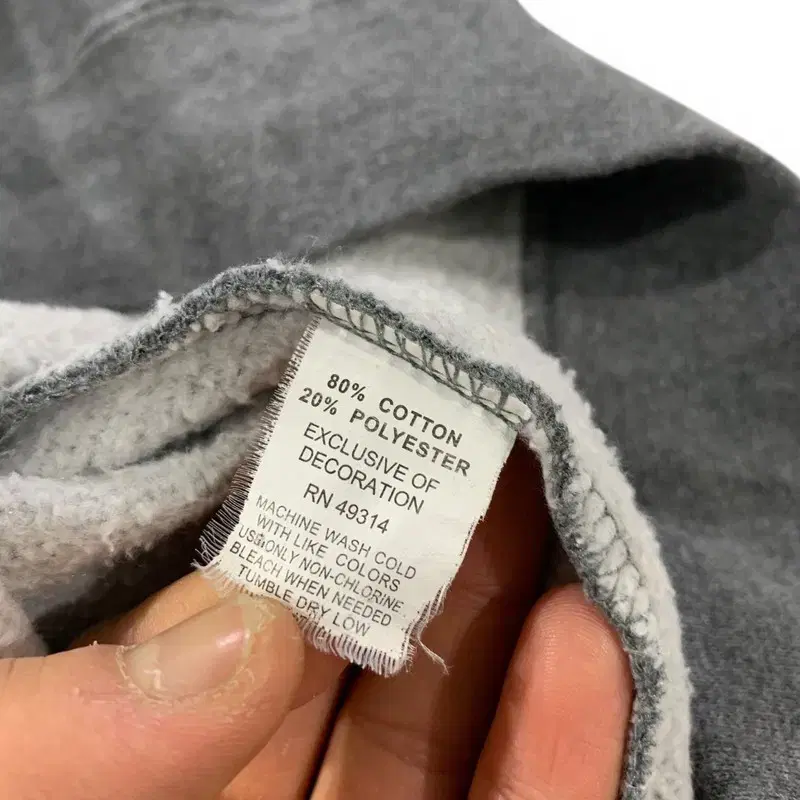 80% COTTON
20% POLYESTER
EXCLUSIVE OF
DECORATION
RN 49314
MACHINE WASH COLD
WITH LIKE COLORS
USE ONLY NON-CHLORINE
BLEACH WHEN NEEDED
TUMBLE DRY LOW